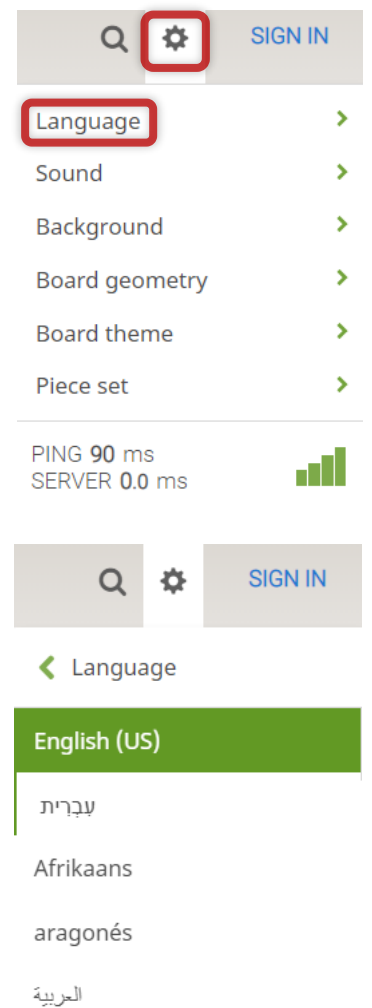 SIGN IN
Language
Sound
Background
Board geometry
Board theme
Piece set
PING 90 ms
SERVER 0.0 ms
SIGN IN
Language
English (US)
עִבְרִית
Afrikaans
aragonés
العربية